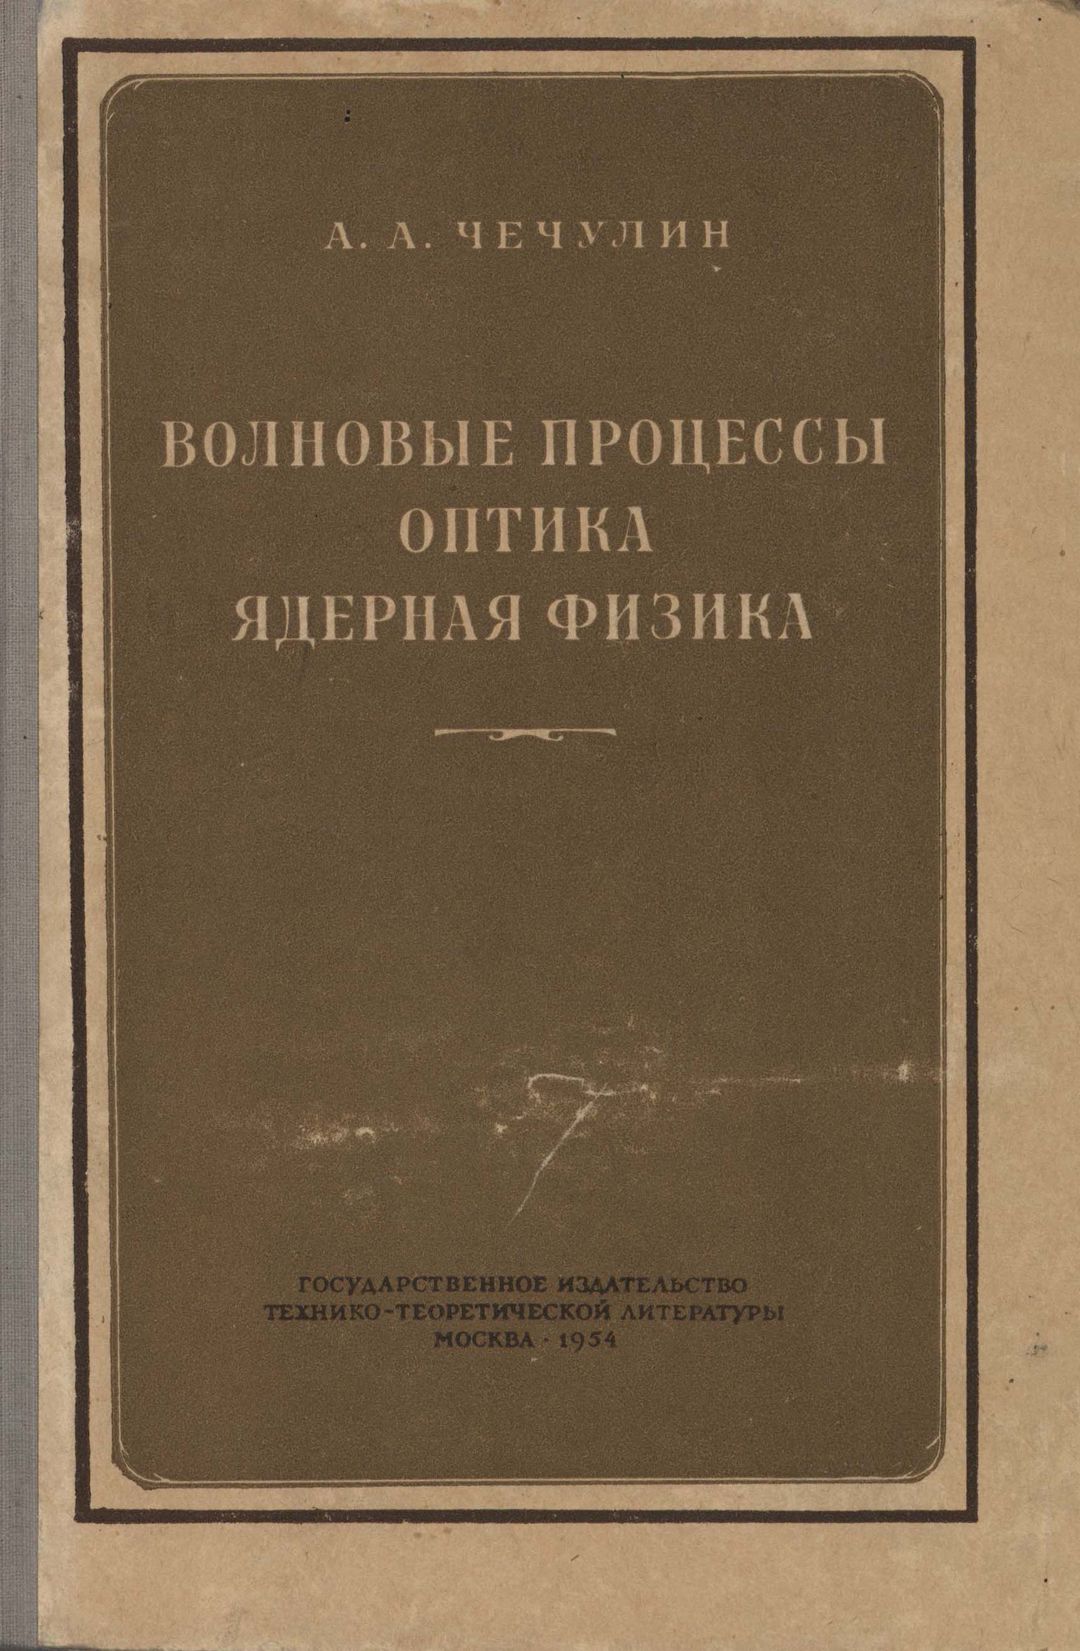 А. А. ЧЕЧУЛИН
ВОЛНОВЫЕ ПРОЦЕССЫ
ОПТИКА
ЯДЕРНАЯ ФИЗИКА
ГОСУДАРСТВЕННОЕ ИЗДАТЕЛЬСТВО
ТЕХНИКО-ТЕОРЕТИЧЕСКОЙ ЛИТЕРАТУРЫ
МОСКВА · 1954